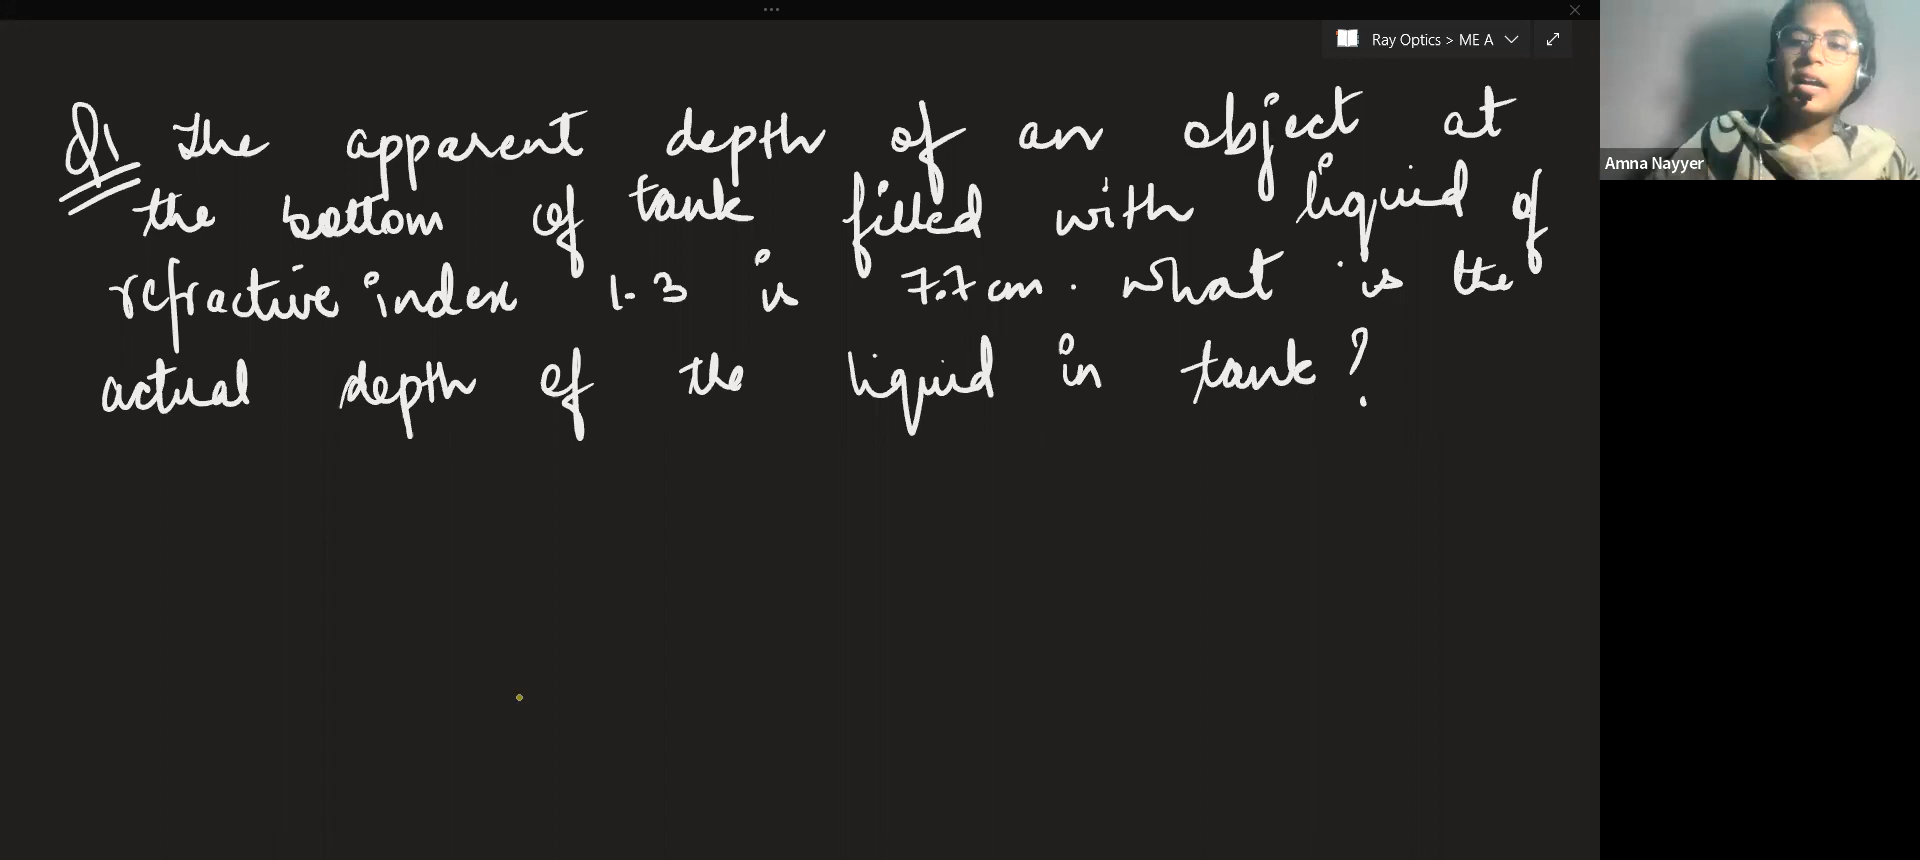 Ray Optics > ME A
Amna Nayyer
Q1 The apparent depth of an object at
the bottom of tank filled with liquid of
refractive index 1.3 is 7.7 cm. What is the
actual depth of the liquid in tank?